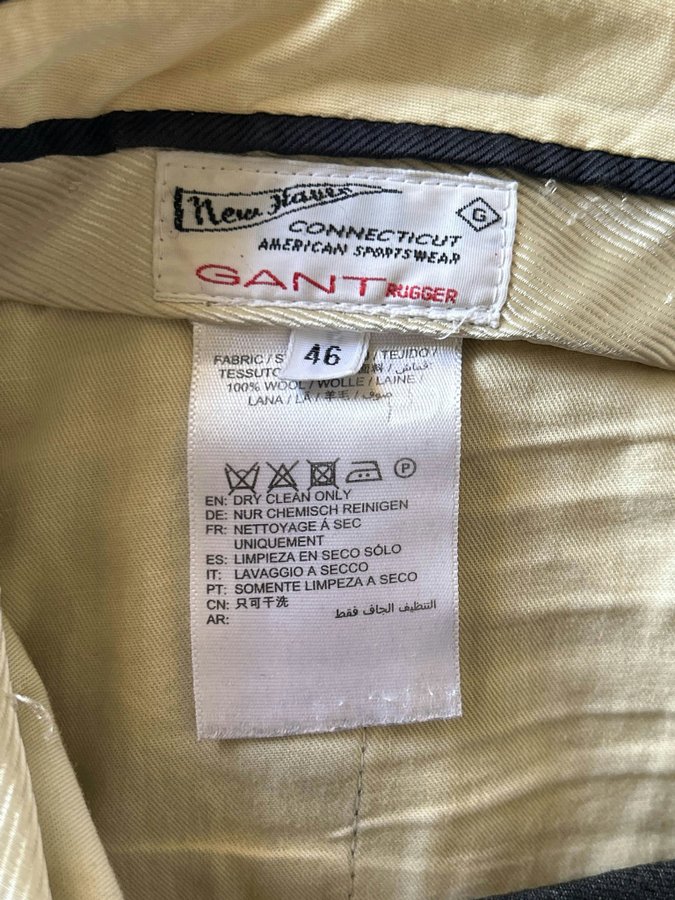 New Haven
G
CONNECTICUT
AMERICAN SPORTSWEAR
GANT RUGGER
46
FABRIC / / TEJIDO /
TESSUTO قماش /
100% WOOL / WOLLE / LAINE /
LANA / LÃ / 羊毛 / صوف
P
EN: DRY CLEAN ONLY
DE: NUR CHEMISCH REINIGEN
FR: NETTOYAGE Á SEC
UNIQUEMENT
ES: LIMPIEZA EN SECO SÓLO
IT: LAVAGGIO A SECCO
PT: SOMENTE LIMPEZA A SECO
CN: 只可干洗
AR: التنظيف الجاف فقط